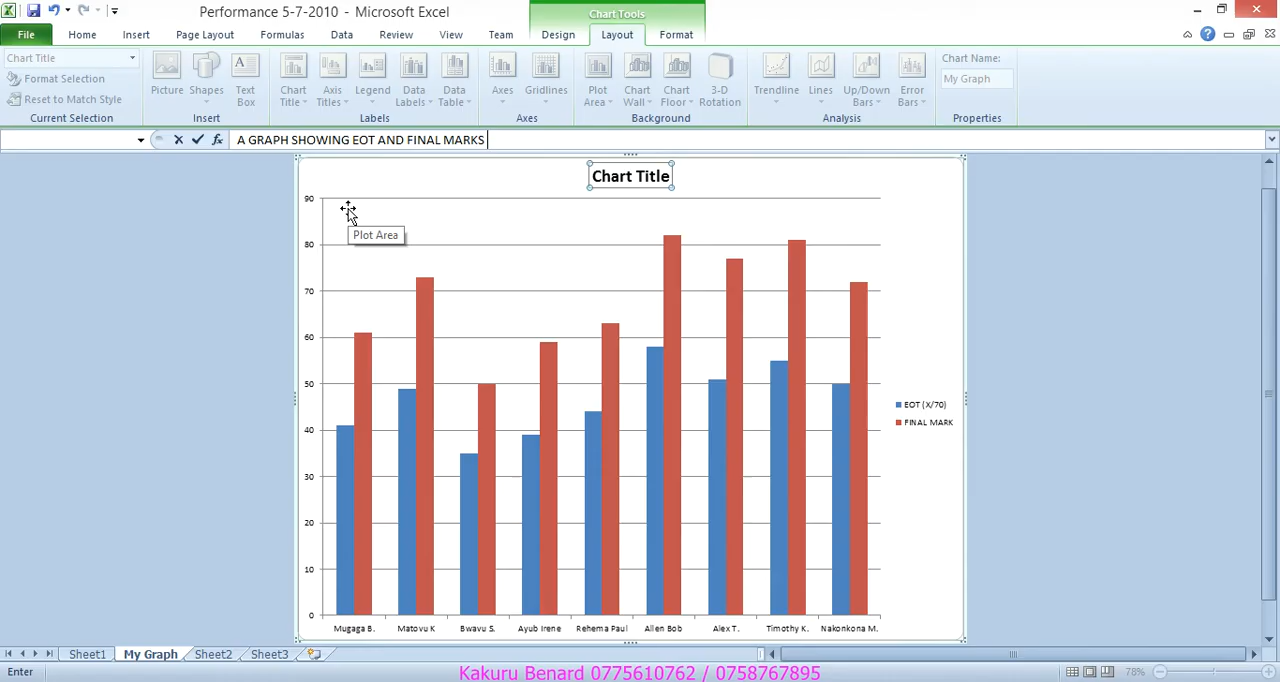 Performance 5-7-2010 - Microsoft Excel
Chart Tools
File Home Insert Page Layout Formulas Data Review View Team Design Layout Format
Chart Title
Format Selection
Reset to Match Style
Current Selection
Picture Shapes Text Box
Insert
Chart Title Axis Titles Legend Data Labels Data Table
Labels
Axes Gridlines
Axes
Plot Area Chart Wall Chart Floor 3-D Rotation
Background
Trendline Lines Up/Down Bars Error Bars
Analysis
Chart Name:
My Graph
Properties
fx A GRAPH SHOWING EOT AND FINAL MARKS
Chart Title
Plot Area
90
80
70
60
50
40
30
20
10
0
EOT (X/70)
FINAL MARK
Mugaga B. Matovu K Bwavu S. Ayub Irene Rehema Paul Allen Bob Alex T. Timothy K. Nakonkona M.
Sheet1 My Graph Sheet2 Sheet3
Enter
Kakuru Benard 0775610762 / 0758767895
78%